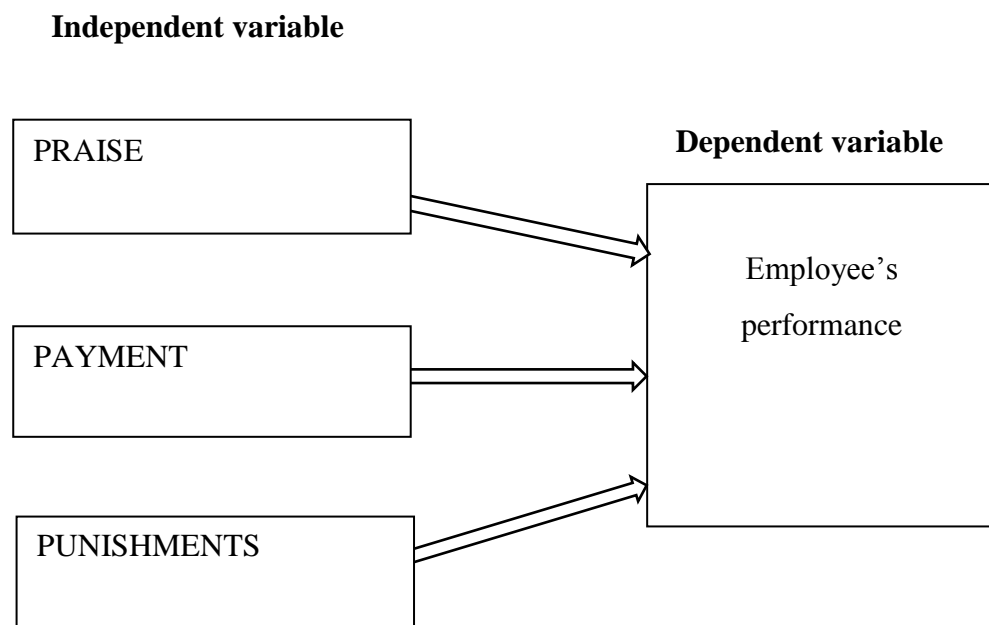 Independent variable
PRAISE
Dependent variable
Employee’s
performance
PAYMENT
PUNISHMENTS